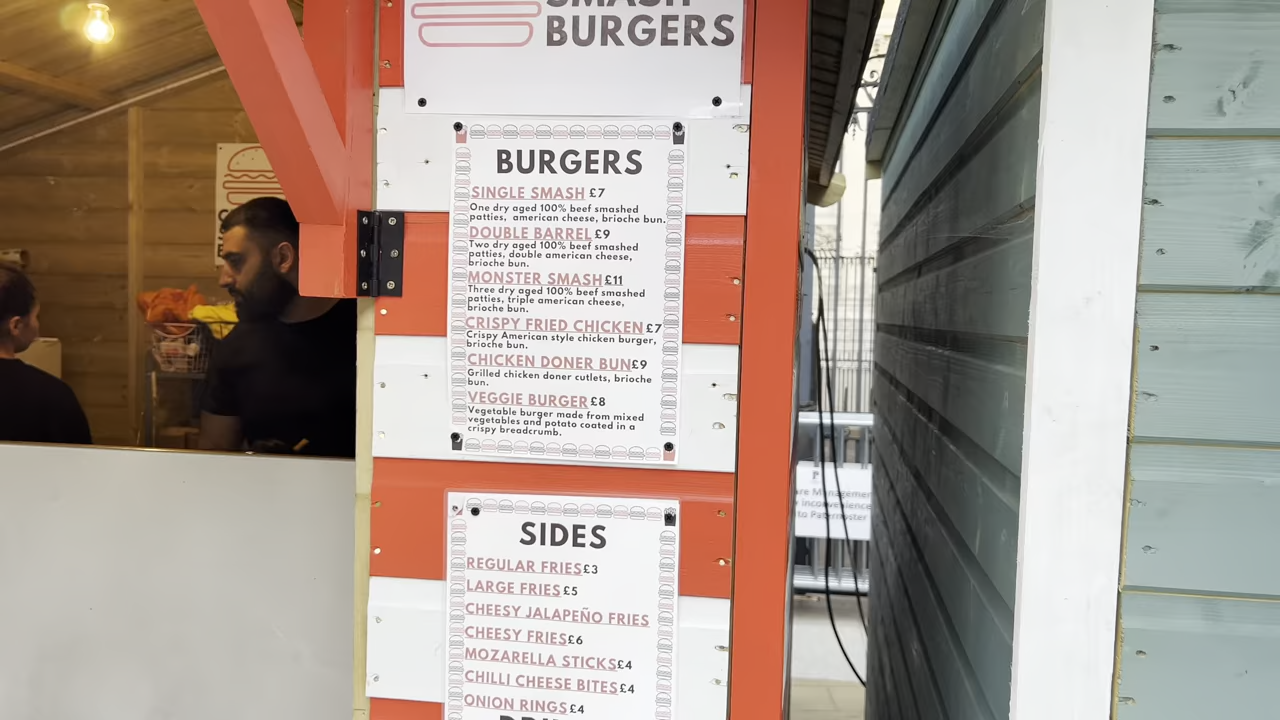 SMASH
BURGERS
BURGERS
SINGLE SMASH £7
One dry aged 100% beef smashed
patties, american cheese, brioche bun.
DOUBLE BARREL £9
Two dry aged 100% beef smashed
patties, double american cheese,
brioche bun.
MONSTER SMASH £11
Three dry aged 100% beef smashed
patties, triple american cheese,
brioche bun.
CRISPY FRIED CHICKEN £7
Crispy American style chicken burger,
brioche bun.
CHICKEN DONER BUN £9
Grilled chicken doner cutlets, brioche
bun.
VEGGIE BURGER £8
Vegetable burger made from mixed
vegetables and potato coated in a
crispy breadcrumb.
SIDES
REGULAR FRIES £3
LARGE FRIES £5
CHEESY JALAPEÑO FRIES
CHEESY FRIES £6
MOZARELLA STICKS £4
CHILLI CHEESE BITES £4
ONION RINGS £4
inconvenience
to Paternoster